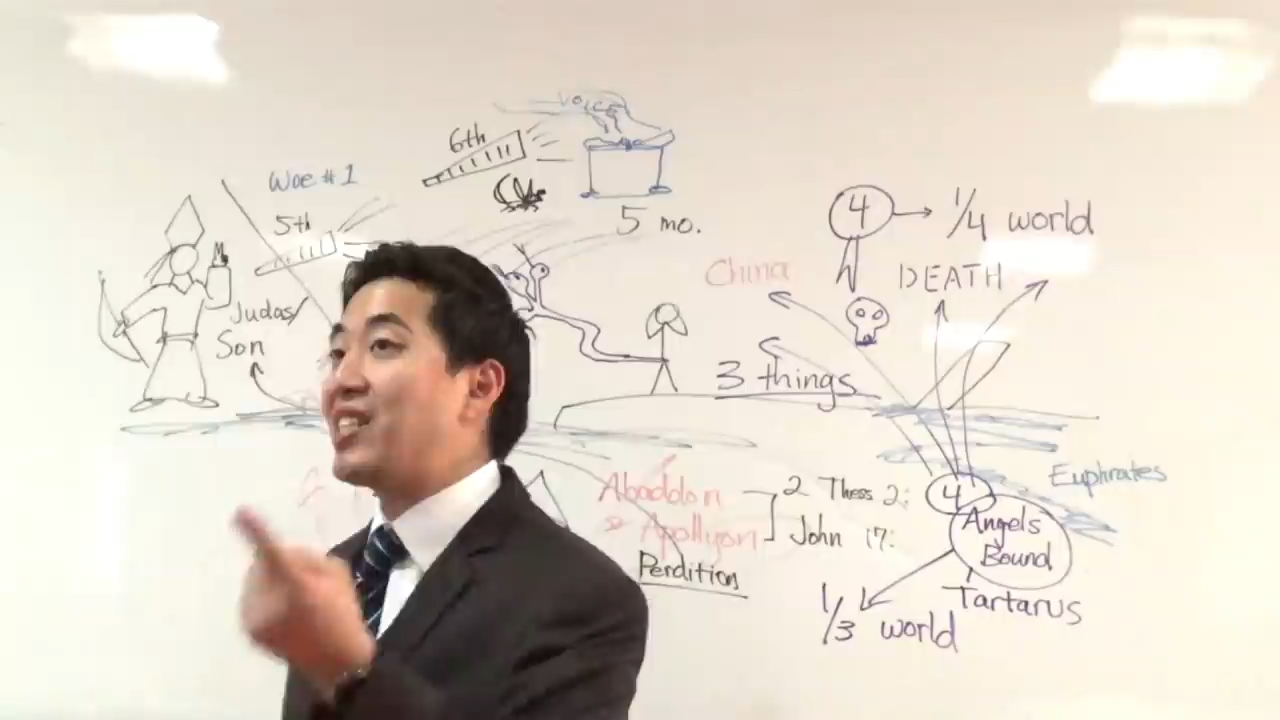 VOICE
6th
Woe #1
5th
5 mo.
4 → 1/4 world
China
DEATH
Judas/
Son
3 things
Euphrates
Abaddon
Apollyon
2 Thess 2:
John 17:
Perdition
4
Angels
Bound
Tartarus
1/3 world